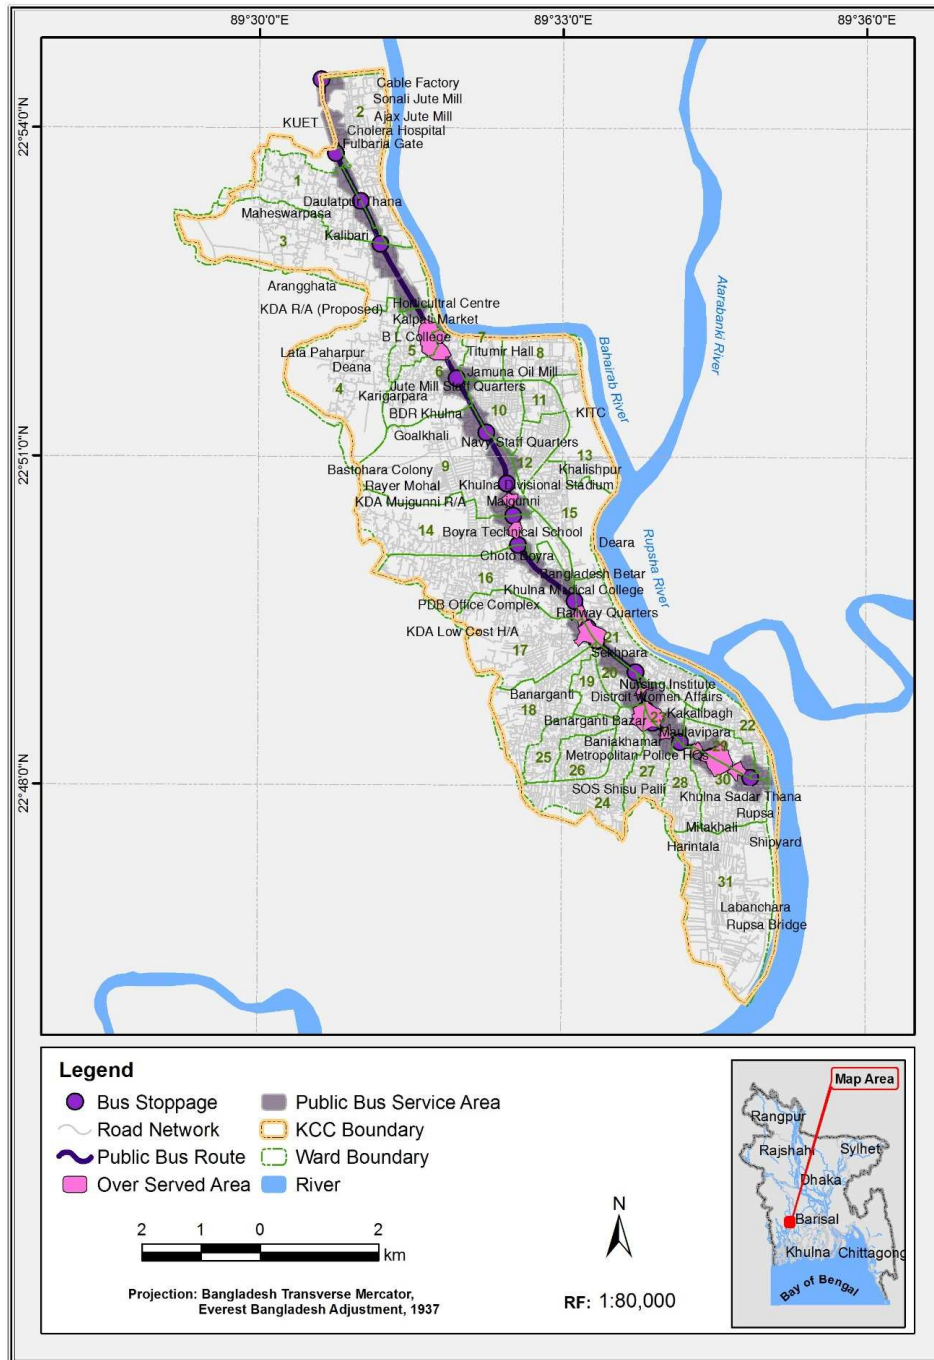 89°30'0"E
89°33'0"E
89°36'0"E
22°54'0"N
22°51'0"N
22°48'0"N
Cable Factory
Sonali Jute Mill
2
Ajax Jute Mill
KUET
Cholera Hospital
Fulbaria Gate
1
Daulatpur Thana
Maheswarpasa
Kalibari
3
Arangghata
Horticultral Centre
KDA R/A (Proposed)
Kalpati Market
B L College
7
5
Titumir Hall
8
Lata Paharpur
Deana
6
Jamuna Oil Mill
4
Jute Mill Staff Quarters
Karigarpara
11
10
BDR Khulna
KITC
Goalkhali
Navy Staff Quarters
13
9
12
Bastohara Colony
Khalishpur
Rayer Mohal
Khulna Divisional Stadium
KDA Mujgunni R/A
Majgunni
15
14
Boyra Technical School
Deara
Choto Boyra
16
Bangladesh Betar
Khulna Medical College
PDB Office Complex
Railway Quarters
KDA Low Cost H/A
21
17
Sekhpara
20
19
Nursing Institute
Banarganti
Distrcit Women Affairs
18
Kakalibagh
Banarganti Bazar
23
22
Maulavipara
Baniakhamar
29
25
Metropolitan Police HQs
26
27
28
30
SOS Shisu Palli
24
Khulna Sadar Thana
Rupsa
Mitakhali
Harintala
Shipyard
31
Labanchara
Rupsa Bridge
Bahairab River
Atarabanki River
Rupsha River
Legend
Bus Stoppage
Public Bus Service Area
Road Network
KCC Boundary
Public Bus Route
Ward Boundary
Over Served Area
River
2 1 0 2
km
Projection: Bangladesh Transverse Mercator,
Everest Bangladesh Adjustment, 1937
N
RF: 1:80,000
Map Area
Rangpur
Rajshahi
Sylhet
Dhaka
Barisal
Khulna
Chittagong
Bay of Bengal